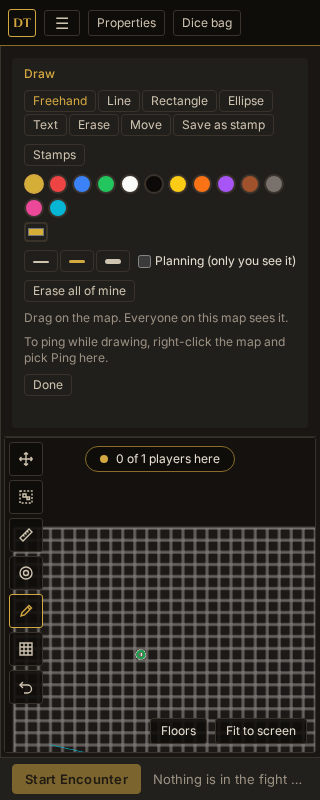 DT ☰ Properties Dice bag
Draw
Freehand Line Rectangle Ellipse
Text Erase Move Save as stamp
Stamps
Planning (only you see it)
Erase all of mine
Drag on the map. Everyone on this map sees it.
To ping while drawing, right-click the map and
pick Ping here.
Done
0 of 1 players here
Floors Fit to screen
Start Encounter Nothing is in the fight ...